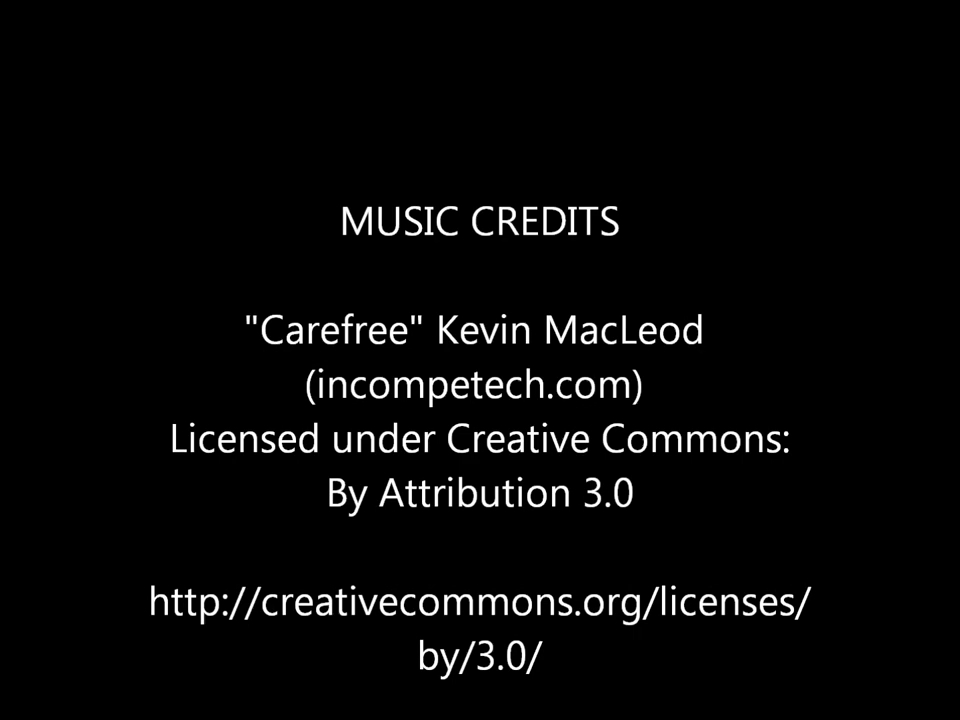 MUSIC CREDITS
"Carefree" Kevin MacLeod
(incompetech.com)
Licensed under Creative Commons:
By Attribution 3.0
http://creativecommons.org/licenses/
by/3.0/